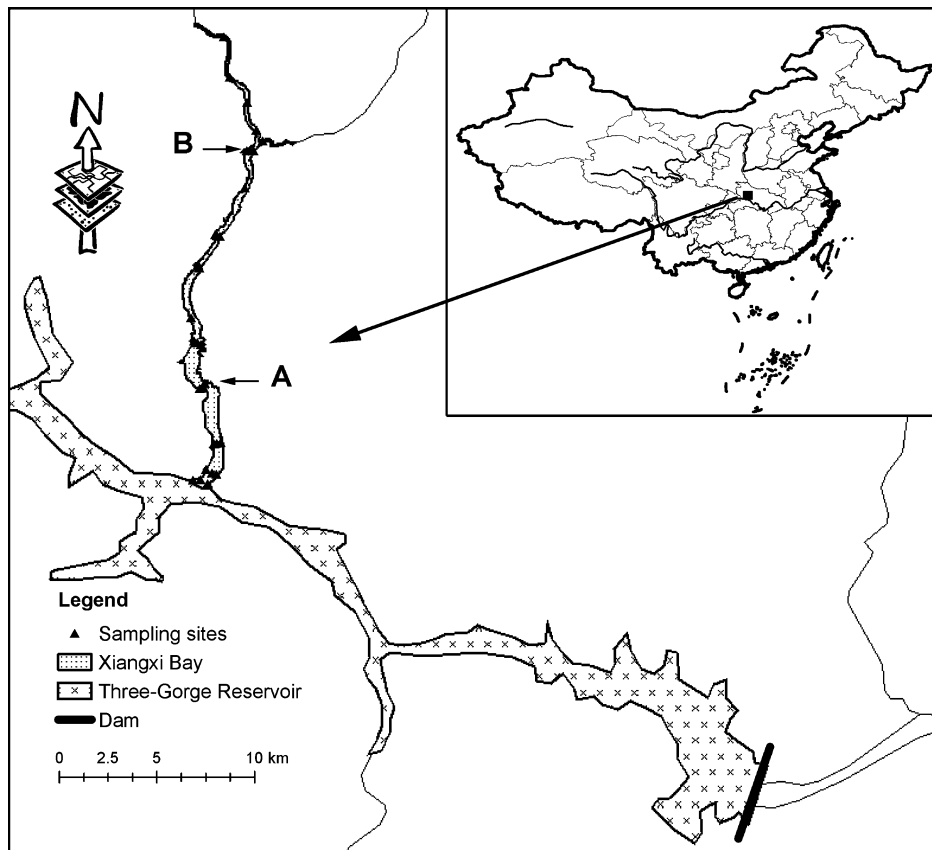 N
B
A
Legend
Sampling sites
Xiangxi Bay
Three-Gorge Reservoir
Dam
0 2.5 5 10 km